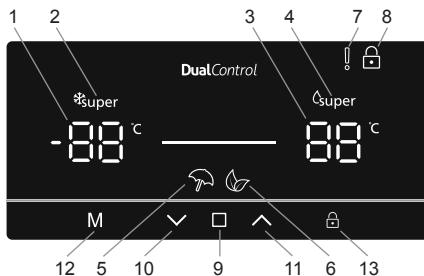 1 2 3 4 7 8
DualControl
super super
-88 °C 88 °C
M
12 5 10 9 11 6 13